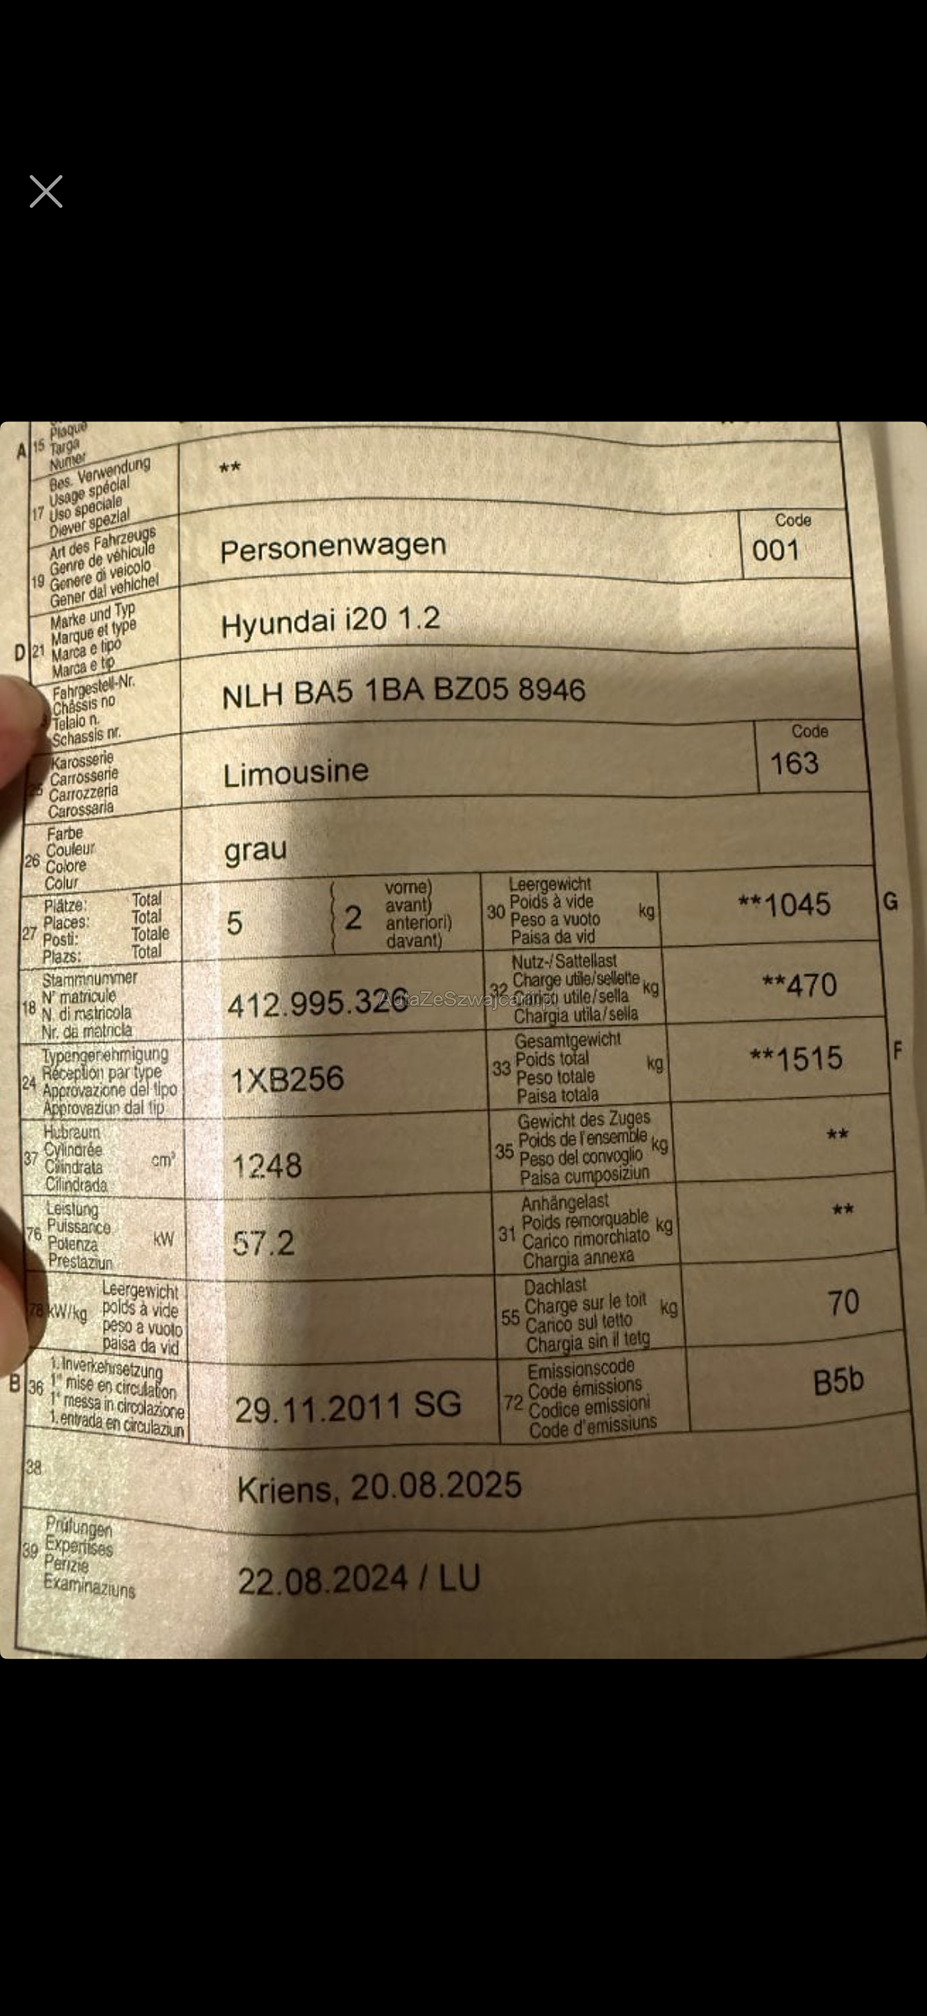 Plaque
A 15 Targa
Numer
Bes. Verwendung
Usage spécial
17 Uso speciale
Diever spezial
**
Art des Fahrzeugs
Genre de véhicule
19 Genere di veicolo
Gener dal vehichel
Personenwagen
Code
001
Marke und Typ
Marque et type
D 21 Marca e tipo
Marca e tip
Hyundai i20 1.2
Fahrgestell-Nr.
Châssis no
Telaio n.
Schassis nr.
NLH BA5 1BA BZ05 8946
Karosserie
Carrosserie
25 Carrozzeria
Carossaria
Limousine
Code
163
Farbe
Couleur
26 Colore
Colur
grau
Plätze: Total
Places: Total
27 Posti: Totale
Plazs: Total
5
( vorne)
( 2 avant)
( anteriori)
( davant)
Leergewicht
Poids à vide
30 Peso a vuoto kg
Paisa da vid
**1045 G
Stammnummer
N° matricule
18 N. di matricola
Nr. da matricla
412.995.326
AutaZeSzwajcarii.pl
Nutz-/Sattellast
Charge utile/sellette
32 Carico utile/sella kg
Chargia utila/sella
**470
Typengenehmigung
Réception par type
24 Approvazione del tipo
Approvaziun dal tip
1XB256
Gesamtgewicht
Poids total
33 Peso totale kg
Paisa totala
**1515 F
Hubraum
Cylindrée
37 Cilindrata cm³
Cilindrada
1248
Gewicht des Zuges
Poids de l'ensemble
35 Peso del convoglio kg
Paisa cumposiziun
**
Leistung
Puissance
76 Potenza kW
Prestaziun
57.2
Anhängelast
Poids remorquable
31 Carico rimorchiato kg
Chargia annexa
**
Leergewicht
78 kW/kg poids à vide
peso a vuoto
paisa da vid
Dachlast
Charge sur le toit
55 Carico sul tetto kg
Chargia sin il tetg
70
1. Inverkehrsetzung
B 36 1re mise en circulation
1a messa in circolazione
1. entrada en circulaziun
29.11.2011 SG
Emissionscode
Code émissions
72 Codice emissioni
Code d'emissiuns
B5b
38
Kriens, 20.08.2025
Prüfungen
39 Expertises
Perizie
Examinaziuns
22.08.2024 / LU